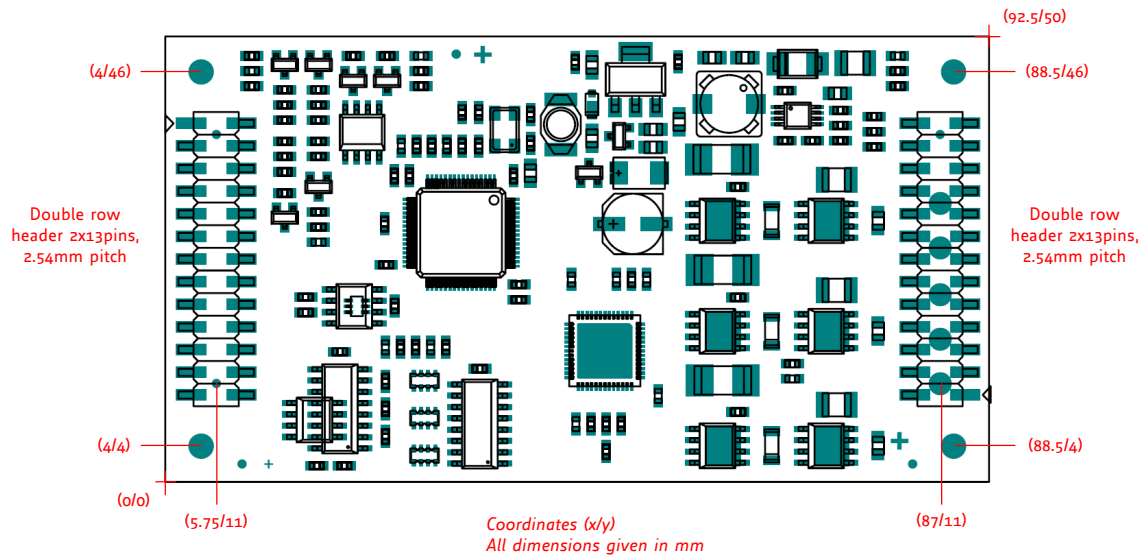 (92.5/50)
(4/46)
(88.5/46)
Double row
header 2x13pins,
2.54mm pitch
Double row
header 2x13pins,
2.54mm pitch
(4/4)
(88.5/4)
(0/0)
(5.75/11)
(87/11)
Coordinates (x/y)
All dimensions given in mm